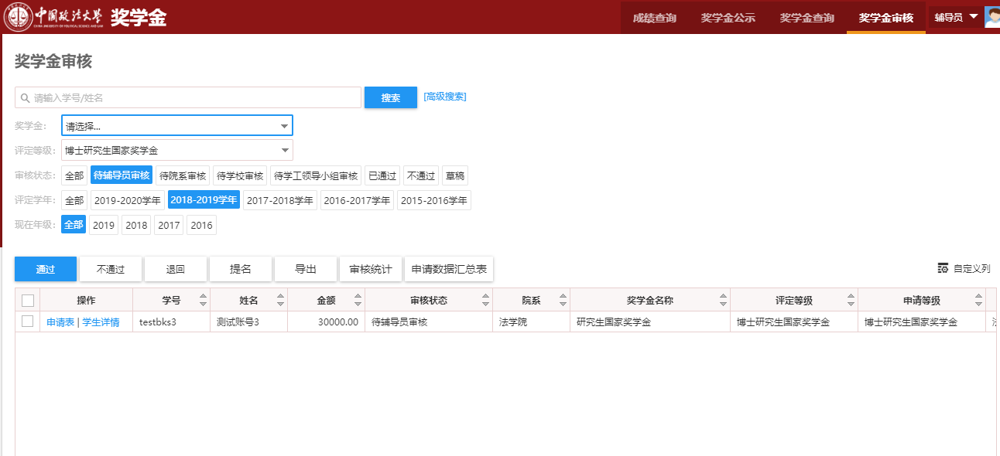 中国政法大学 奖学金 成绩查询 奖学金公示 奖学金查询 奖学金审核 辅导员
CHINA UNIVERSITY OF POLITICAL SCIENCE AND LAW
奖学金审核
请输入学号/姓名 搜索 [高级搜索]
奖学金: 请选择...
评定等级: 博士研究生国家奖学金
审核状态: 全部 待辅导员审核 待院系审核 待学校审核 待学工领导小组审核 已通过 不通过 草稿
评定学年: 全部 2019-2020学年 2018-2019学年 2017-2018学年 2016-2017学年 2015-2016学年
现在年级: 全部 2019 2018 2017 2016
通过 不通过 退回 提名 导出 审核统计 申请数据汇总表 自定义列
操作 学号 姓名 金额 审核状态 院系 奖学金名称 评定等级 申请等级
申请表 | 学生详情 testbks3 测试账号3 30000.00 待辅导员审核 法学院 研究生国家奖学金 博士研究生国家奖学金 博士研究生国家奖学金